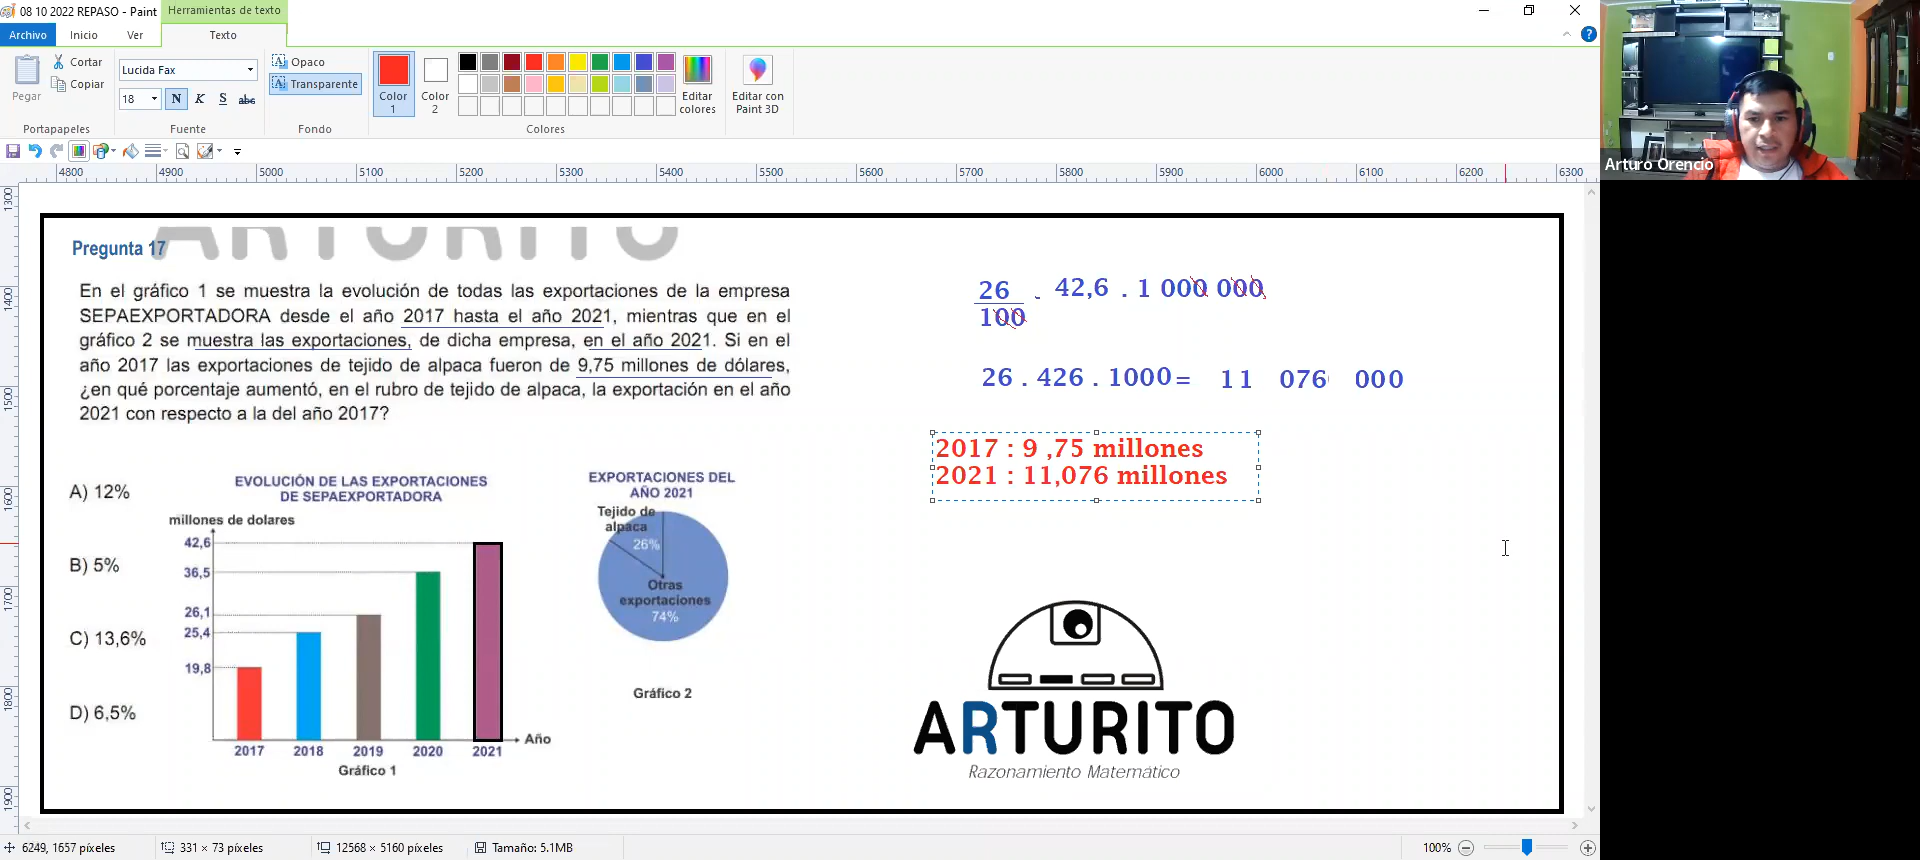 08 10 2022 REPASO - Paint
Herramientas de texto
Archivo
Inicio
Ver
Texto
Pegar
Cortar
Copiar
Portapapeles
Lucida Fax
18
N K S abc
Fuente
Opaco
Transparente
Fondo
Color 1
Color 2
Colores
Editar colores
Editar con Paint 3D
Arturo Orencio
4800 4900 5000 5100 5200 5300 5400 5500 5600 5700 5800 5900 6000 6100 6200 6300
1300
1400
1500
1600
1700
1800
1900
ARTURITO
Pregunta 17
En el gráfico 1 se muestra la evolución de todas las exportaciones de la empresa
SEPAEXPORTADORA desde el año 2017 hasta el año 2021, mientras que en el
gráfico 2 se muestra las exportaciones, de dicha empresa, en el año 2021. Si en el
año 2017 las exportaciones de tejido de alpaca fueron de 9,75 millones de dólares,
¿en qué porcentaje aumentó, en el rubro de tejido de alpaca, la exportación en el año
2021 con respecto a la del año 2017?
A) 12%
B) 5%
C) 13,6%
D) 6,5%
EVOLUCIÓN DE LAS EXPORTACIONES
DE SEPAEXPORTADORA
millones de dolares
42,6
36,5
26,1
25,4
19,8
2017 2018 2019 2020 2021
Año
Gráfico 1
EXPORTACIONES DEL
AÑO 2021
Tejido de
alpaca
26%
Otras
exportaciones
74%
Gráfico 2
26 . 42,6 . 1 000 000
100
26 . 426 . 1000 = 11 076 000
2017 : 9 ,75 millones
2021 : 11,076 millones
ARTURITO
Razonamiento Matemático
6249, 1657 píxeles
331 × 73 píxeles
12568 × 5160 píxeles
Tamaño: 5.1MB
100%